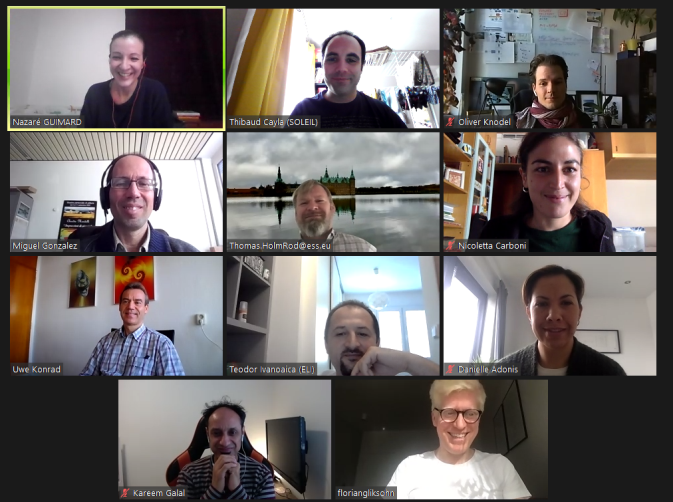 Nazaré GUIMARD
Thibaud Cayla (SOLEIL)
Oliver Knodel
Miguel Gonzalez
Thomas.HolmRod@ess.eu
Nicoletta Carboni
Uwe Konrad
Teodor Ivanoaica (ELI)
Danielle Adonis
Kareem Galal
floriangliksohn